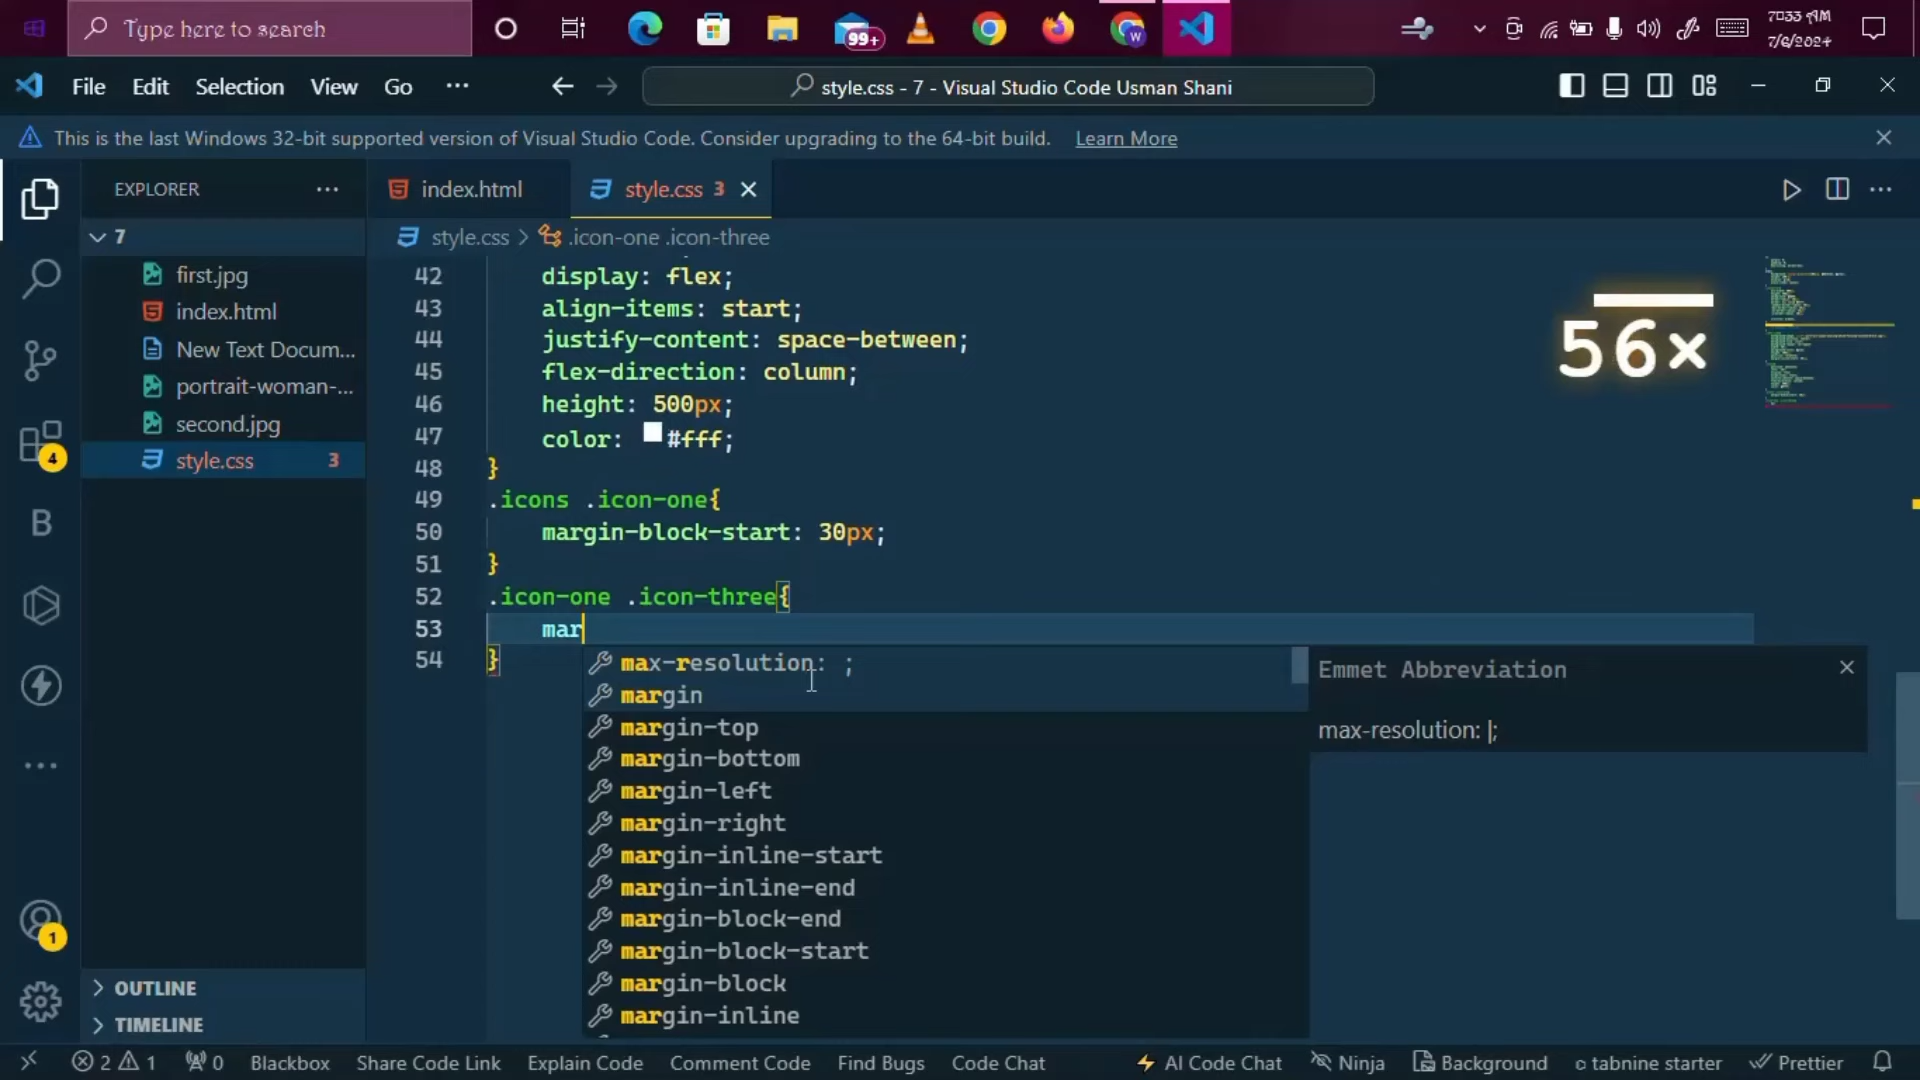 Type here to search
99+
W
7:33 AM
7/6/2024
File Edit Selection View Go ...
style.css - 7 - Visual Studio Code Usman Shani
This is the last Windows 32-bit supported version of Visual Studio Code. Consider upgrading to the 64-bit build. Learn More
EXPLORER ...
index.html
style.css 3
7
style.css > .icon-one .icon-three
first.jpg
index.html
New Text Docum...
portrait-woman-...
second.jpg
style.css 3
42 display: flex;
43 align-items: start;
44 justify-content: space-between;
45 flex-direction: column;
46 height: 500px;
47 color: #fff;
48 }
49 .icons .icon-one{
50 margin-block-start: 30px;
51 }
52 .icon-one .icon-three{
53 mar
54 }
56×
max-resolution: ;
margin
margin-top
margin-bottom
margin-left
margin-right
margin-inline-start
margin-inline-end
margin-block-end
margin-block-start
margin-block
margin-inline
Emmet Abbreviation
max-resolution: |;
4
B
1
OUTLINE
TIMELINE
2 1 0 Blackbox Share Code Link Explain Code Comment Code Find Bugs Code Chat AI Code Chat Ninja Background tabnine starter Prettier